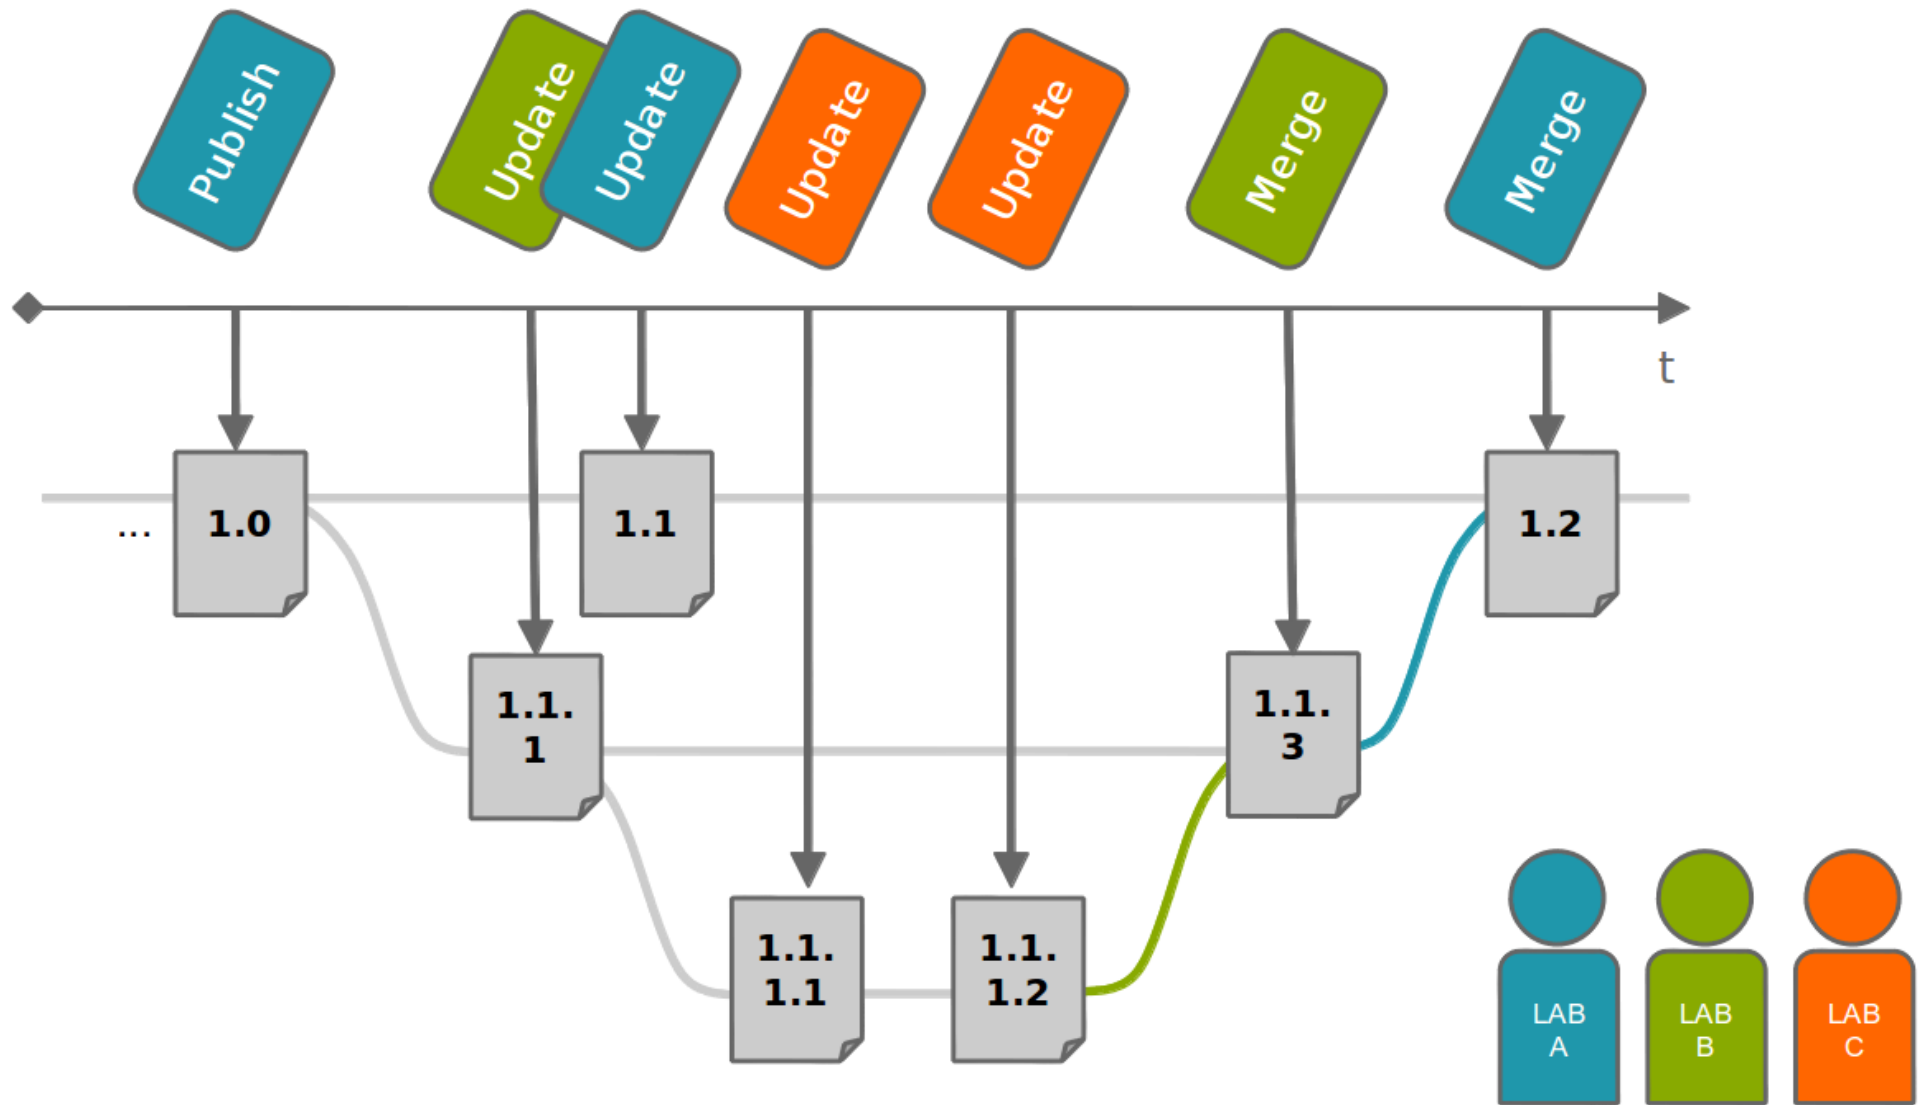 Publish
Update
Update
Update
Update
Merge
Merge
t
...
1.0
1.1
1.2
1.1.
1
1.1.
3
1.1.
1.1
1.1.
1.2
LAB
A
LAB
B
LAB
C